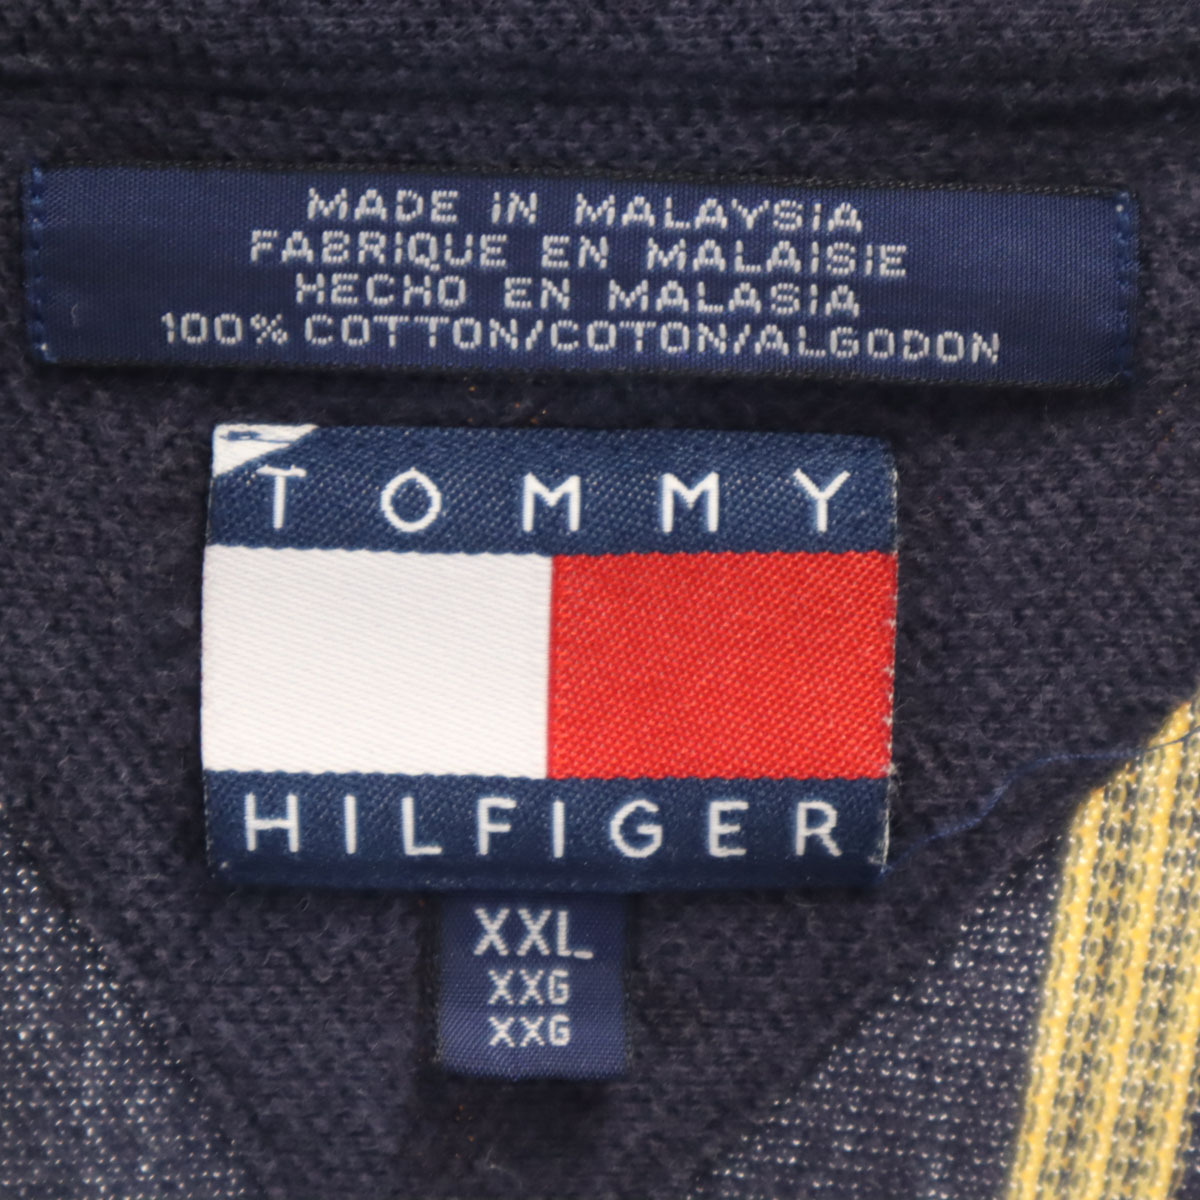 MADE IN MALAYSIA
FABRIQUE EN MALAISIE
HECHO EN MALASIA
100% COTTON/COTON/ALGODON
TOMMY
HILFIGER
XXL
XXG
XXG